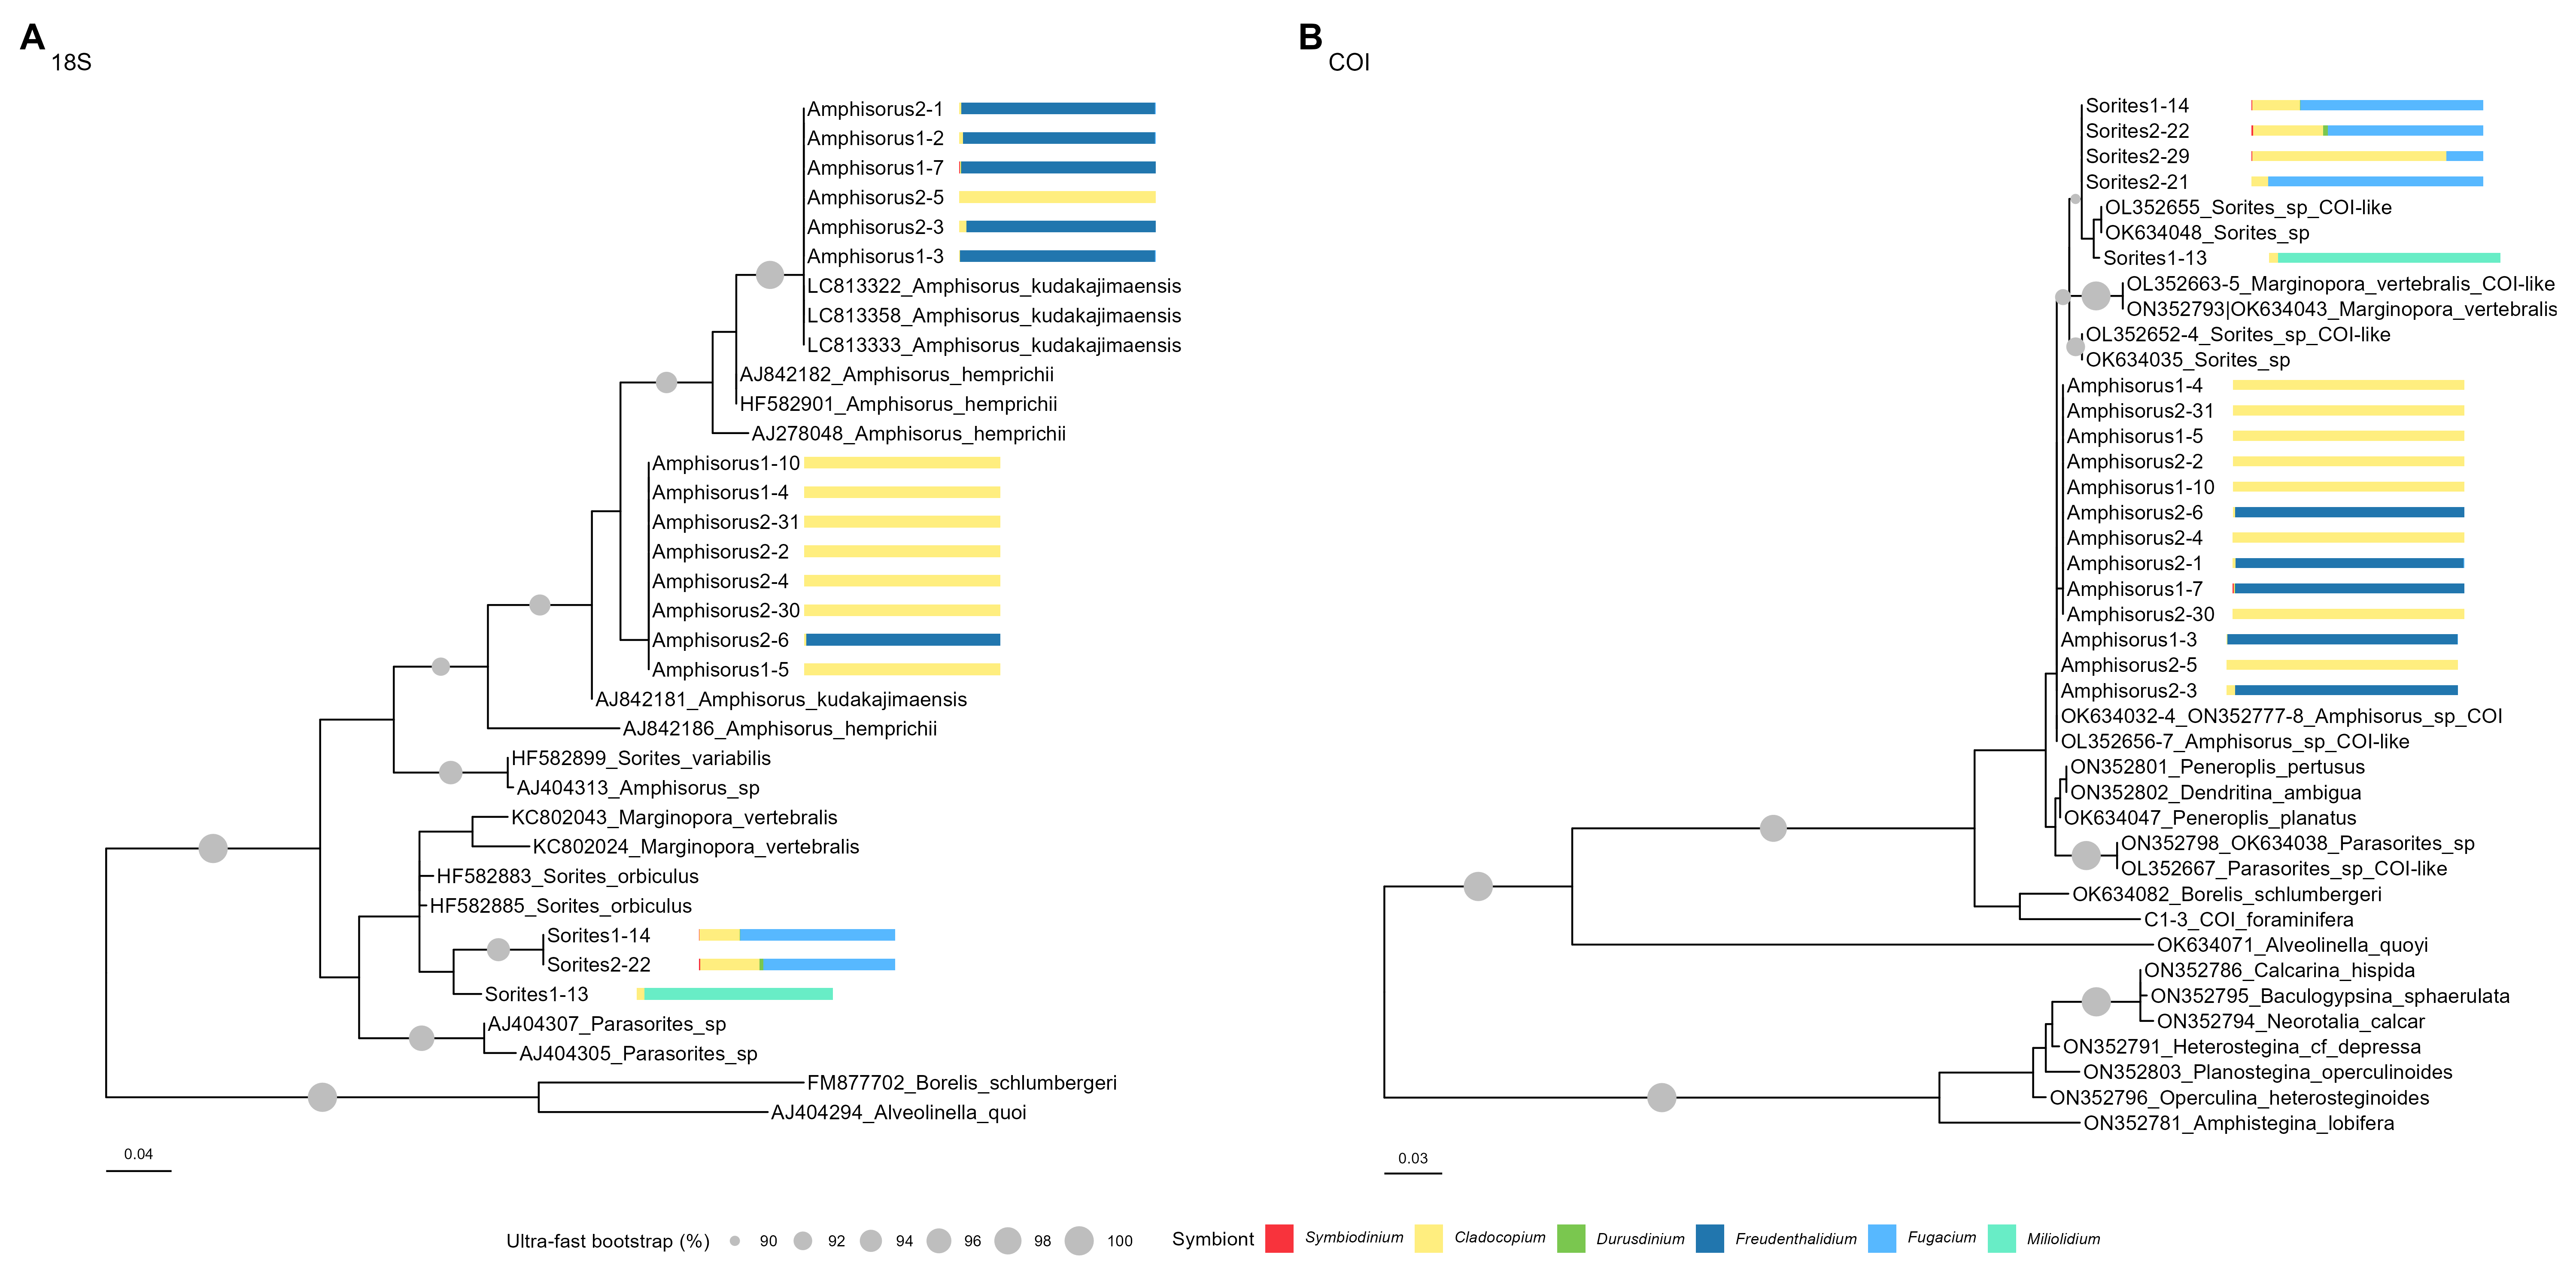 A
18S
Amphisorus2-1
Amphisorus1-2
Amphisorus1-7
Amphisorus2-5
Amphisorus2-3
Amphisorus1-3
LC813322_Amphisorus_kudakajimaensis
LC813358_Amphisorus_kudakajimaensis
LC813333_Amphisorus_kudakajimaensis
AJ842182_Amphisorus_hemprichii
HF582901_Amphisorus_hemprichii
AJ278048_Amphisorus_hemprichii
Amphisorus1-10
Amphisorus1-4
Amphisorus2-31
Amphisorus2-2
Amphisorus2-4
Amphisorus2-30
Amphisorus2-6
Amphisorus1-5
AJ842181_Amphisorus_kudakajimaensis
AJ842186_Amphisorus_hemprichii
HF582899_Sorites_variabilis
AJ404313_Amphisorus_sp
KC802043_Marginopora_vertebralis
KC802024_Marginopora_vertebralis
HF582883_Sorites_orbiculus
HF582885_Sorites_orbiculus
Sorites1-14
Sorites2-22
Sorites1-13
AJ404307_Parasorites_sp
AJ404305_Parasorites_sp
FM877702_Borelis_schlumbergeri
AJ404294_Alveolinella_quoi
0.04
B
COI
Sorites1-14
Sorites2-22
Sorites2-29
Sorites2-21
OL352655_Sorites_sp_COI-like
OK634048_Sorites_sp
Sorites1-13
OL352663-5_Marginopora_vertebralis_COI-like
ON352793|OK634043_Marginopora_vertebralis
OL352652-4_Sorites_sp_COI-like
OK634035_Sorites_sp
Amphisorus1-4
Amphisorus2-31
Amphisorus1-5
Amphisorus2-2
Amphisorus1-10
Amphisorus2-6
Amphisorus2-4
Amphisorus2-1
Amphisorus1-7
Amphisorus2-30
Amphisorus1-3
Amphisorus2-5
Amphisorus2-3
OK634032-4_ON352777-8_Amphisorus_sp_COI
OL352656-7_Amphisorus_sp_COI-like
ON352801_Peneroplis_pertusus
ON352802_Dendritina_ambigua
OK634047_Peneroplis_planatus
ON352798_OK634038_Parasorites_sp
OL352667_Parasorites_sp_COI-like
OK634082_Borelis_schlumbergeri
C1-3_COI_foraminifera
OK634071_Alveolinella_quoyi
ON352786_Calcarina_hispida
ON352795_Baculogypsina_sphaerulata
ON352794_Neorotalia_calcar
ON352791_Heterostegina_cf_depressa
ON352803_Planostegina_operculinoides
ON352796_Operculina_heterosteginoides
ON352781_Amphistegina_lobifera
0.03
Ultra-fast bootstrap (%) 90 92 94 96 98 100
Symbiont Symbiodinium Cladocopium Durusdinium Freudenthalidium Fugacium Miliolidium